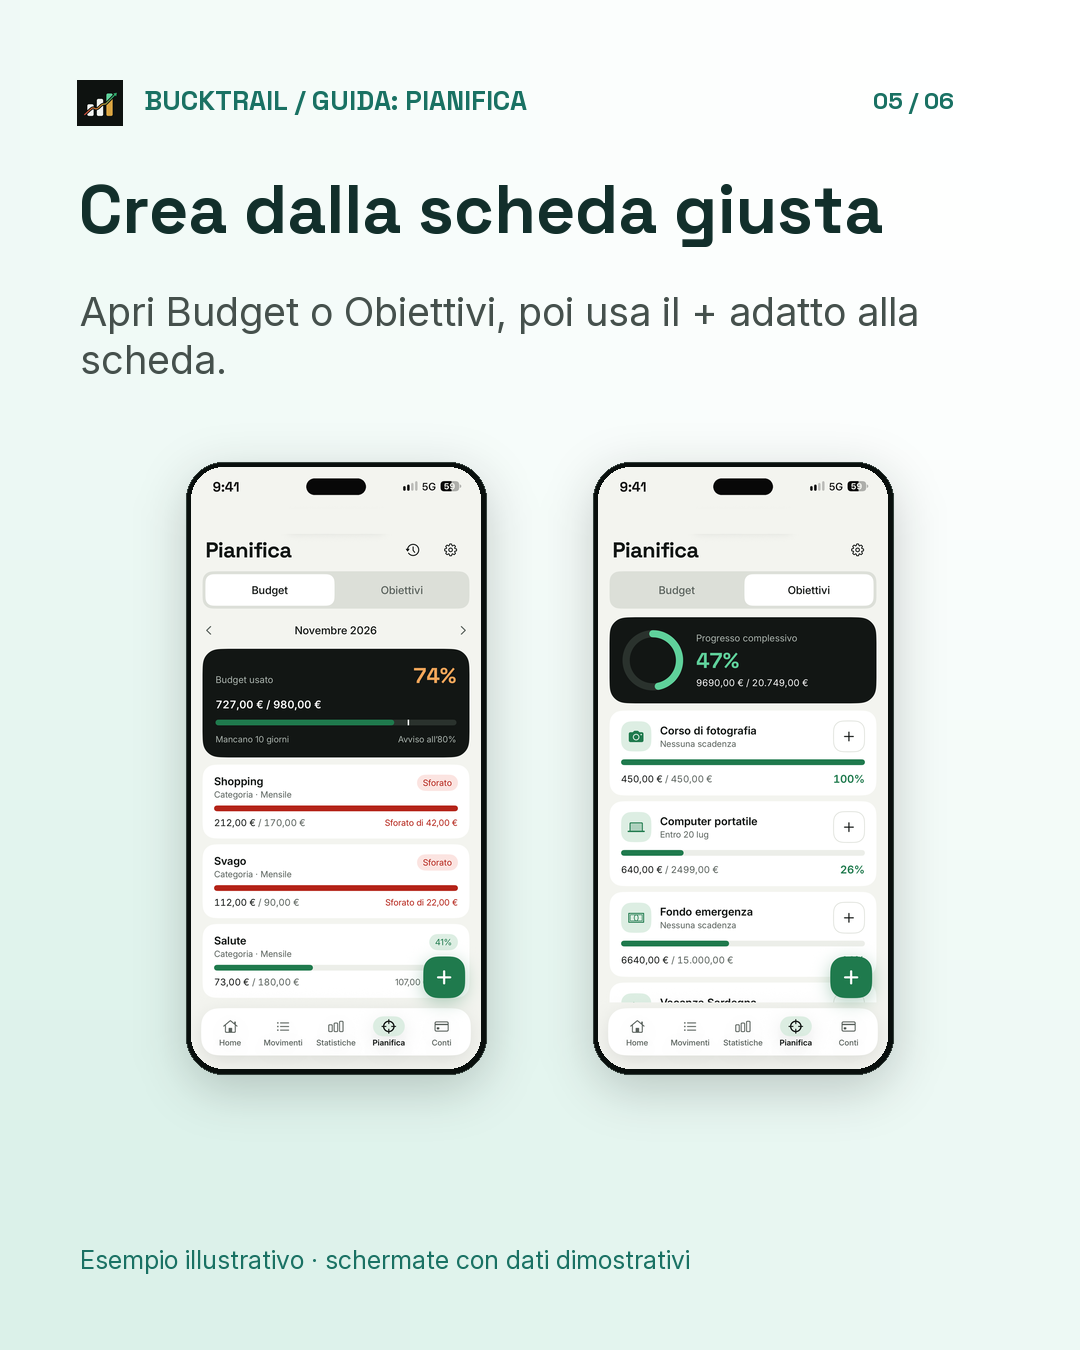 BUCKTRAIL / GUIDA: PIANIFICA
05 / 06
Crea dalla scheda giusta
Apri Budget o Obiettivi, poi usa il + adatto alla
scheda.
9:41
5G 59
Pianifica
Budget
Obiettivi
Novembre 2026
Budget usato
74%
727,00 € / 980,00 €
Mancano 10 giorni
Avviso all'80%
Shopping
Sforato
Categoria · Mensile
212,00 € / 170,00 €
Sforato di 42,00 €
Svago
Sforato
Categoria · Mensile
112,00 € / 90,00 €
Sforato di 22,00 €
Salute
41%
Categoria · Mensile
73,00 € / 180,00 €
107,00
+
Home
Movimenti
Statistiche
Pianifica
Conti
9:41
5G 59
Pianifica
Budget
Obiettivi
Progresso complessivo
47%
9690,00 € / 20.749,00 €
Corso di fotografia
Nessuna scadenza
+
450,00 € / 450,00 €
100%
Computer portatile
Entro 20 lug
+
640,00 € / 2499,00 €
26%
Fondo emergenza
Nessuna scadenza
+
6640,00 € / 15.000,00 €
+
Vacanza Sardegna
Home
Movimenti
Statistiche
Pianifica
Conti
Esempio illustrativo · schermate con dati dimostrativi